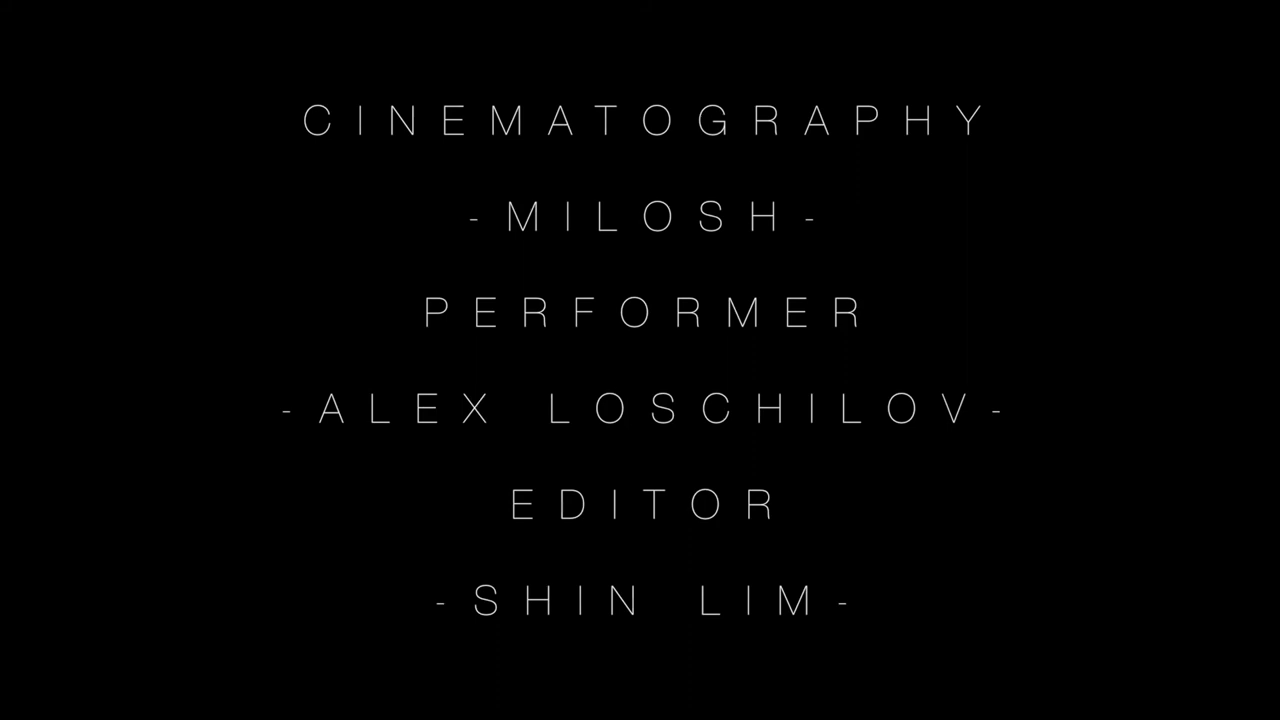 CINEMATOGRAPHY
-MILOSH-
PERFORMER
-ALEX LOSCHILOV-
EDITOR
-SHIN LIM-